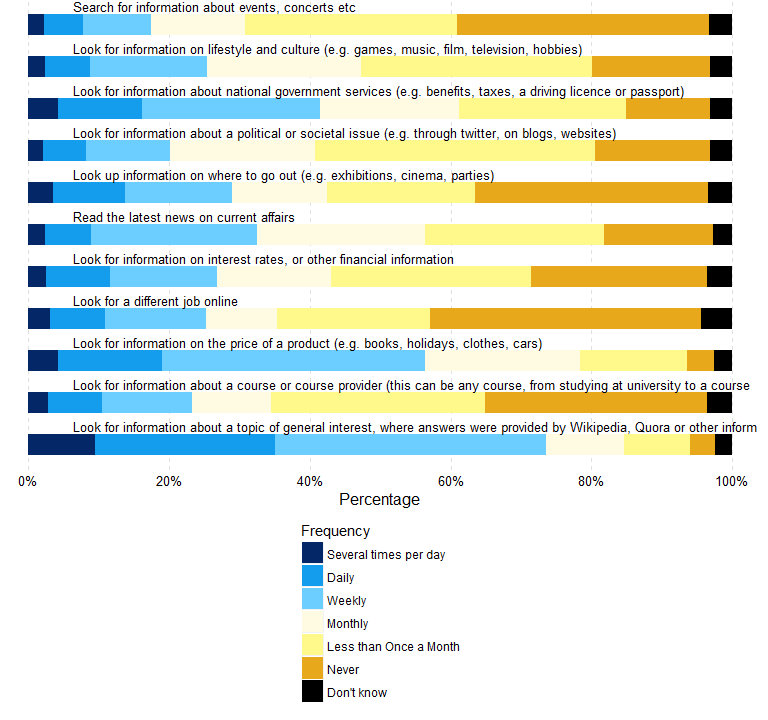 Search for information about events, concerts etc
Look for information on lifestyle and culture (e.g. games, music, film, television, hobbies)
Look for information about national government services (e.g. benefits, taxes, a driving licence or passport)
Look for information about a political or societal issue (e.g. through twitter, on blogs, websites)
Look up information on where to go out (e.g. exhibitions, cinema, parties)
Read the latest news on current affairs
Look for information on interest rates, or other financial information
Look for a different job online
Look for information on the price of a product (e.g. books, holidays, clothes, cars)
Look for information about a course or course provider (this can be any course, from studying at university to a course
Look for information about a topic of general interest, where answers were provided by Wikipedia, Quora or other inform
0% 20% 40% 60% 80% 100%
Percentage
Frequency
Several times per day
Daily
Weekly
Monthly
Less than Once a Month
Never
Don't know